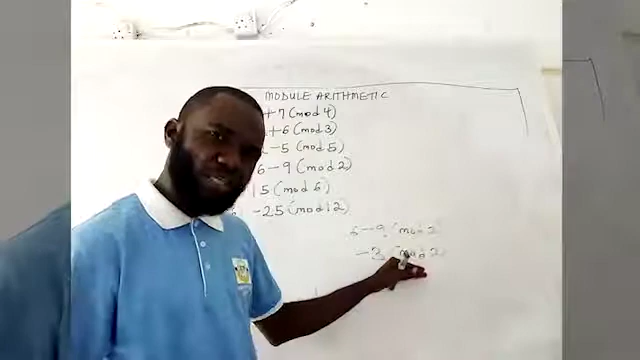 MODULE ARITHMETIC
+7 (mod 4)
+6 (mod 3)
-5 (mod 5)
6-9 (mod 2)
15 (mod 6)
-25 (mod 12)
6-9 (mod 2)
-3 (mod 2)